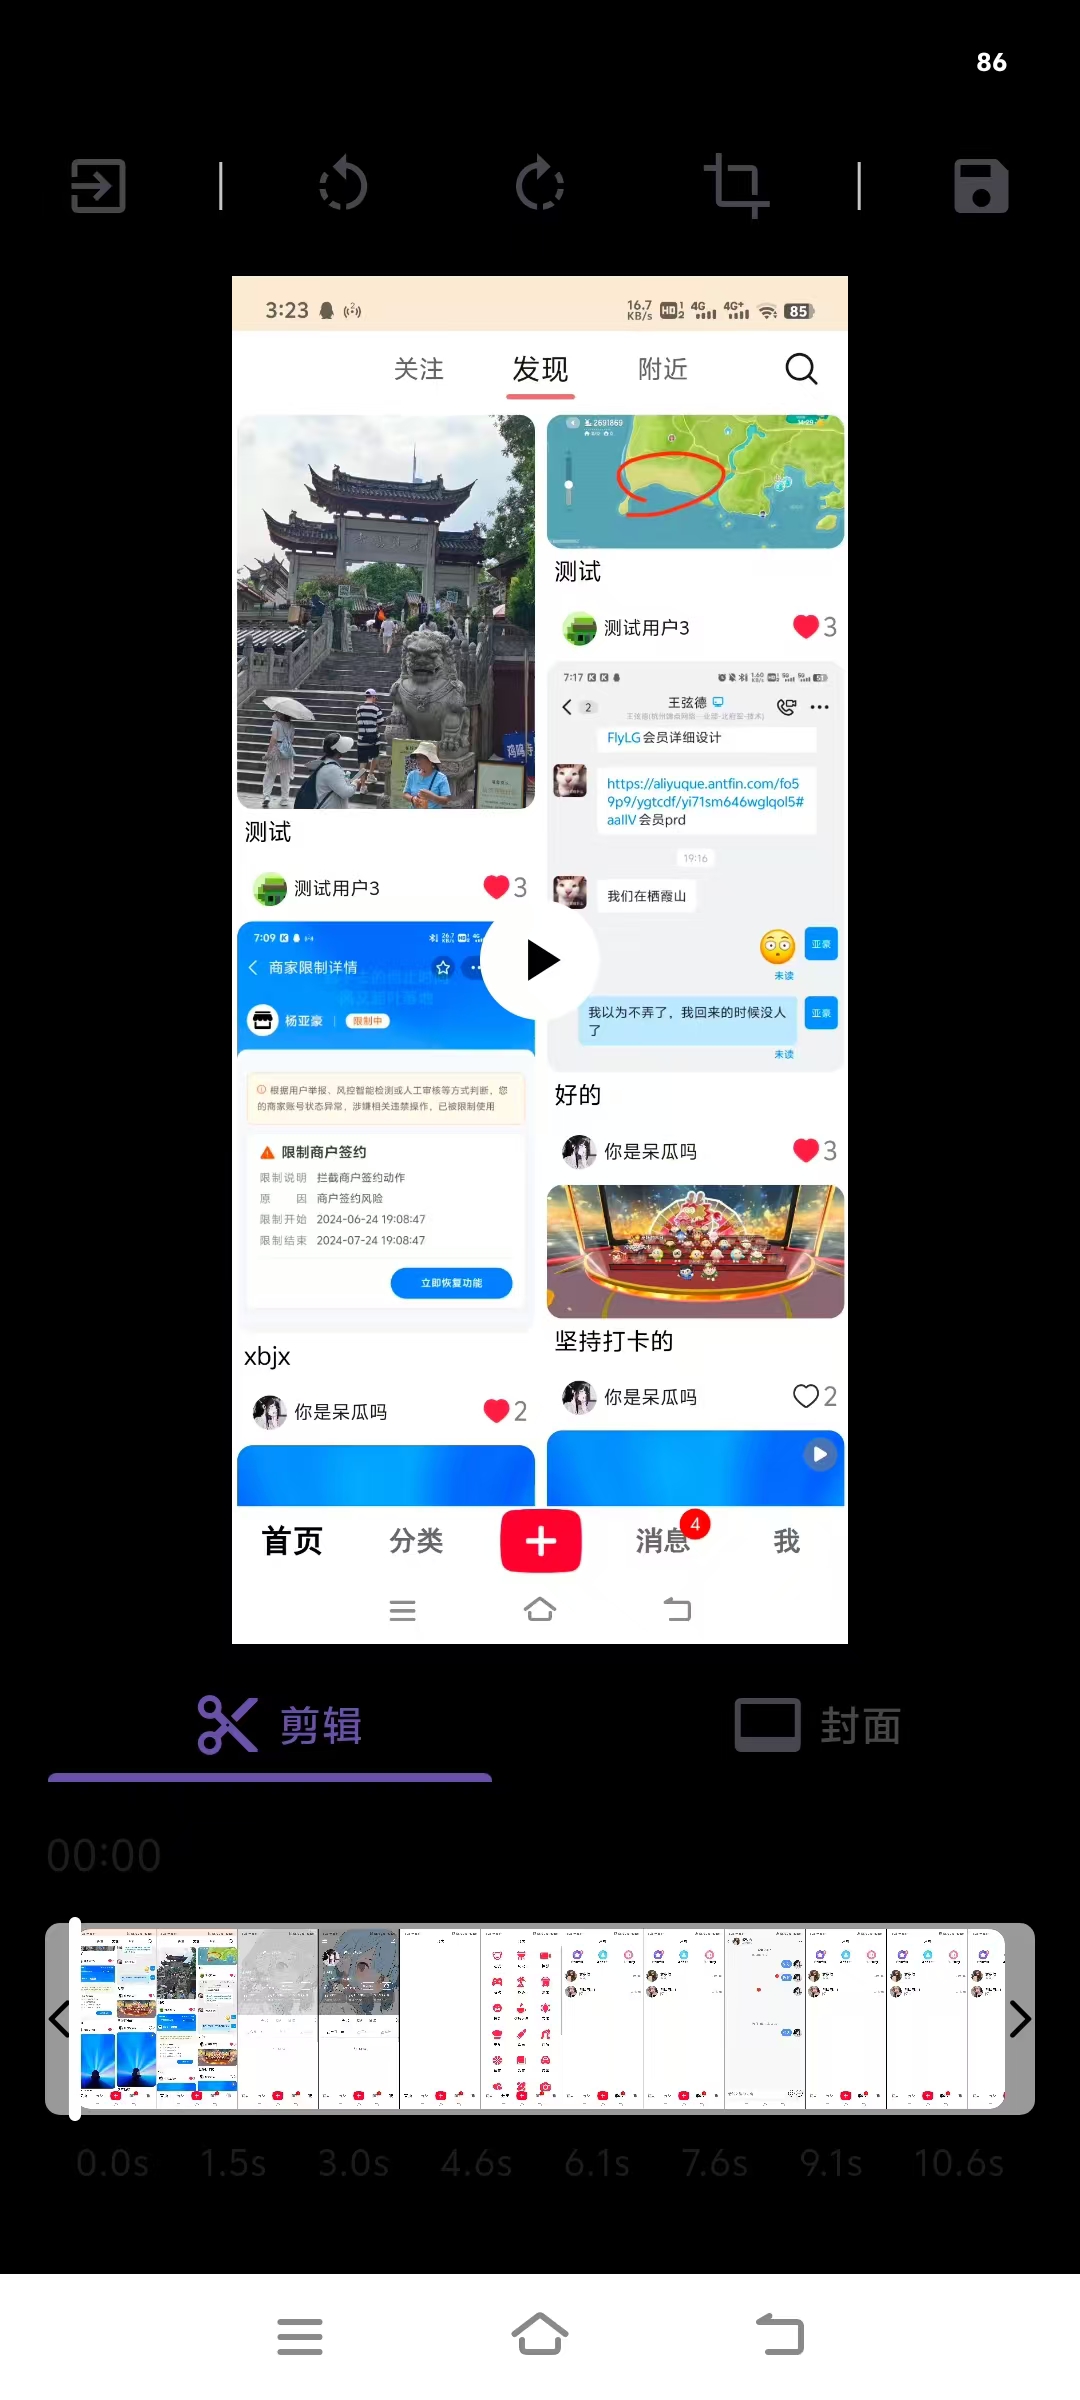 86
3:23
16.7 KB/s HD 1 2 4G 4G+ 85
关注 发现 附近
测试
测试用户3 3
7:09
商家限制详情
杨亚豪 限制中
根据用户举报、风控智能检测或人工审核等方式判断，您
的商家账号状态异常，涉嫌相关违禁操作，已被限制使用
限制商户签约
限制说明 拦截商户签约动作
原因 商户签约风险
限制开始 2024-06-24 19:08:47
限制结束 2024-07-24 19:08:47
立即恢复功能
xbjx
你是呆瓜吗 2
2691869
测试
测试用户3 3
7:17
2 王弦德
FlyLG 会员详细设计
https://aliyuque.antfin.com/fo5
9p9/ygtcdf/yi71sm646wglqol5#
aallV 会员prd
19:16
我们在栖霞山
亚豪
未读
我以为不弄了，我回来的时候没人
了
亚豪
未读
好的
你是呆瓜吗 3
坚持打卡的
你是呆瓜吗 2
首页 分类 消息 4 我
剪辑 封面
00:00
0.0s 1.5s 3.0s 4.6s 6.1s 7.6s 9.1s 10.6s